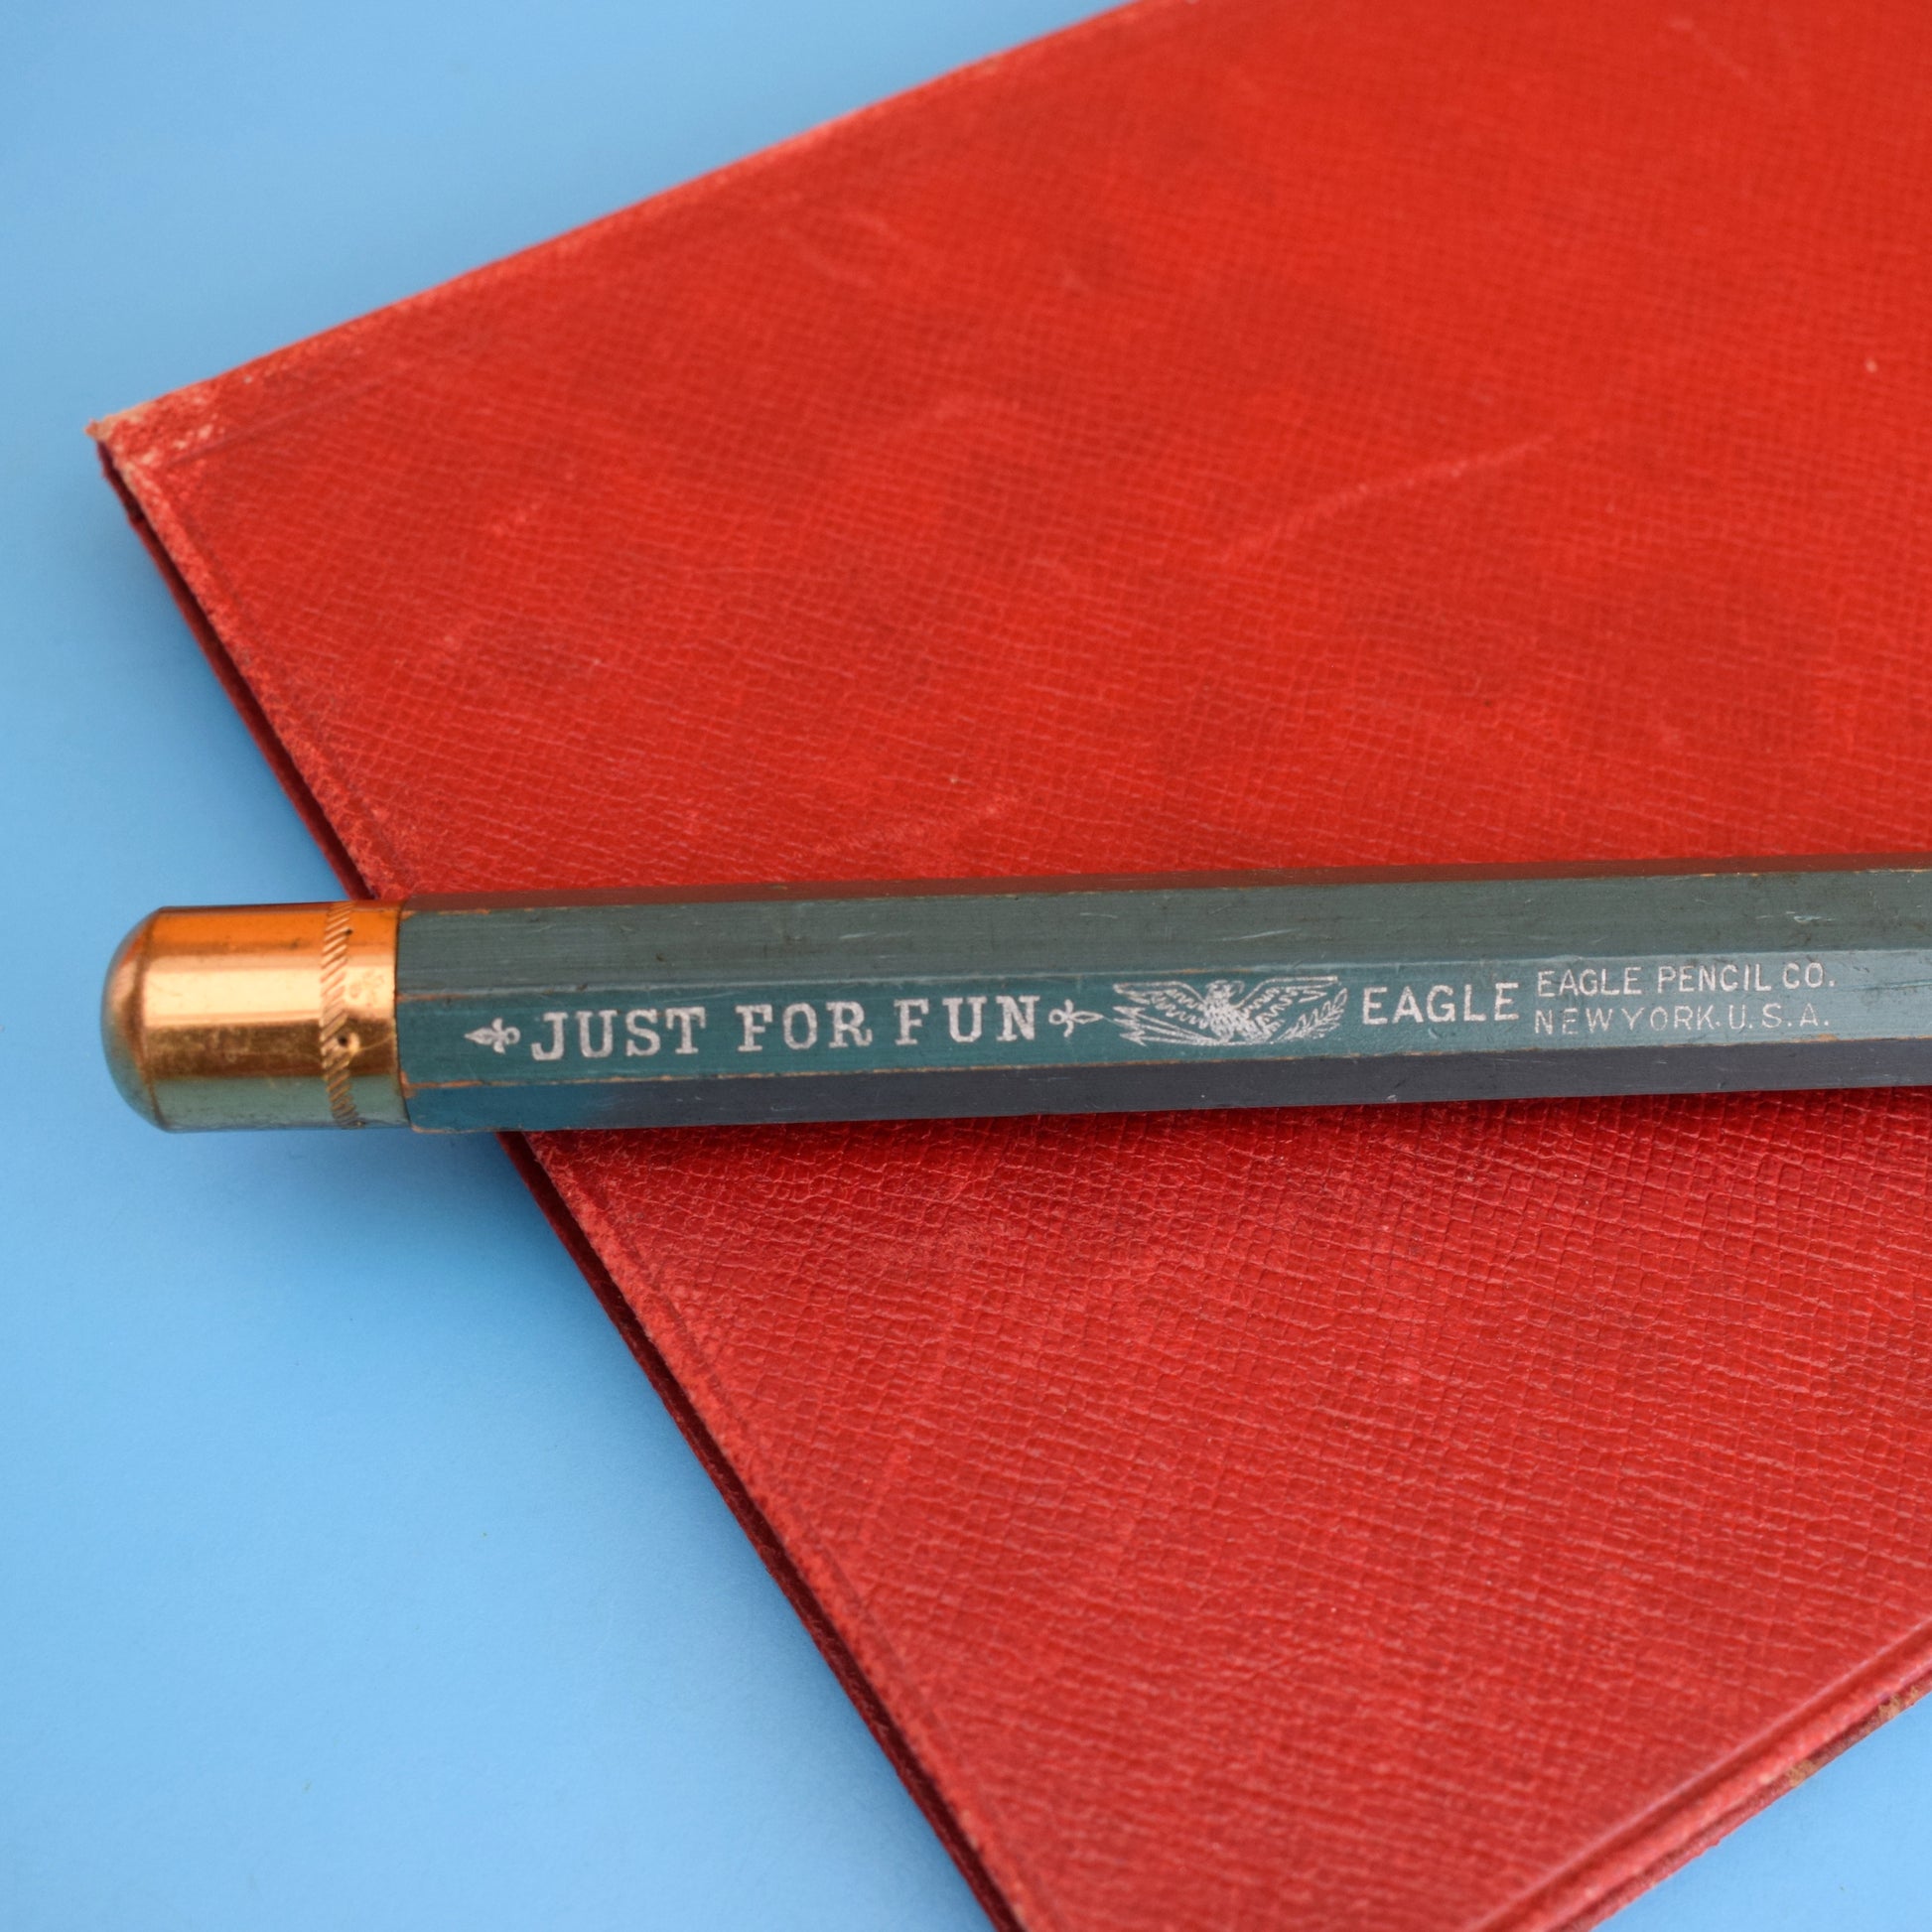 JUST FOR FUN EAGLE
EAGLE PENCIL CO.
NEW YORK. U.S.A.